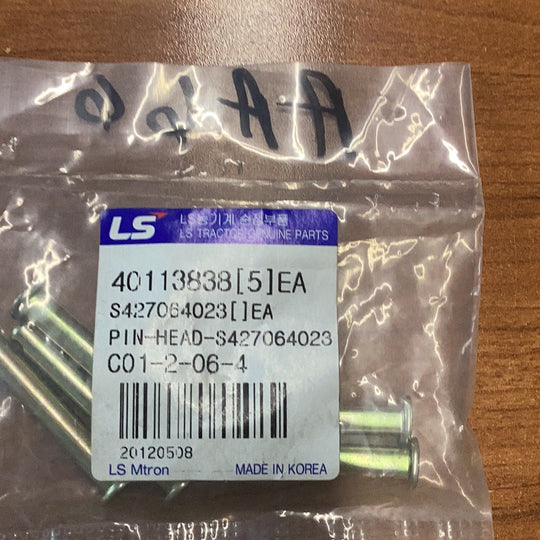 A-A46
LS LS농기계 순정부품
LS TRACTOR GENUINE PARTS
40113838[5]EA
S427064023[]EA
PIN-HEAD-S427064023
C01-2-06-4
20120508
LS Mtron MADE IN KOREA